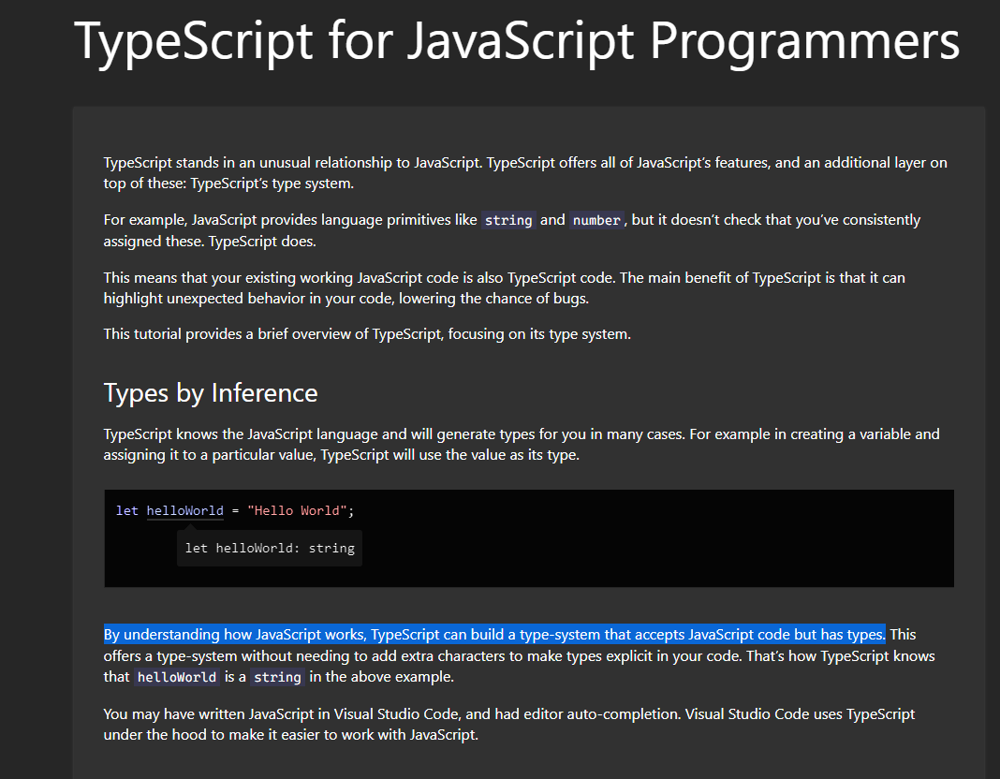 TypeScript for JavaScript Programmers
TypeScript stands in an unusual relationship to JavaScript. TypeScript offers all of JavaScript’s features, and an additional layer on
top of these: TypeScript’s type system.
For example, JavaScript provides language primitives like string and number, but it doesn’t check that you’ve consistently
assigned these. TypeScript does.
This means that your existing working JavaScript code is also TypeScript code. The main benefit of TypeScript is that it can
highlight unexpected behavior in your code, lowering the chance of bugs.
This tutorial provides a brief overview of TypeScript, focusing on its type system.
Types by Inference
TypeScript knows the JavaScript language and will generate types for you in many cases. For example in creating a variable and
assigning it to a particular value, TypeScript will use the value as its type.
let helloWorld = "Hello World";
let helloWorld: string
By understanding how JavaScript works, TypeScript can build a type-system that accepts JavaScript code but has types. This
offers a type-system without needing to add extra characters to make types explicit in your code. That’s how TypeScript knows
that helloWorld is a string in the above example.
You may have written JavaScript in Visual Studio Code, and had editor auto-completion. Visual Studio Code uses TypeScript
under the hood to make it easier to work with JavaScript.